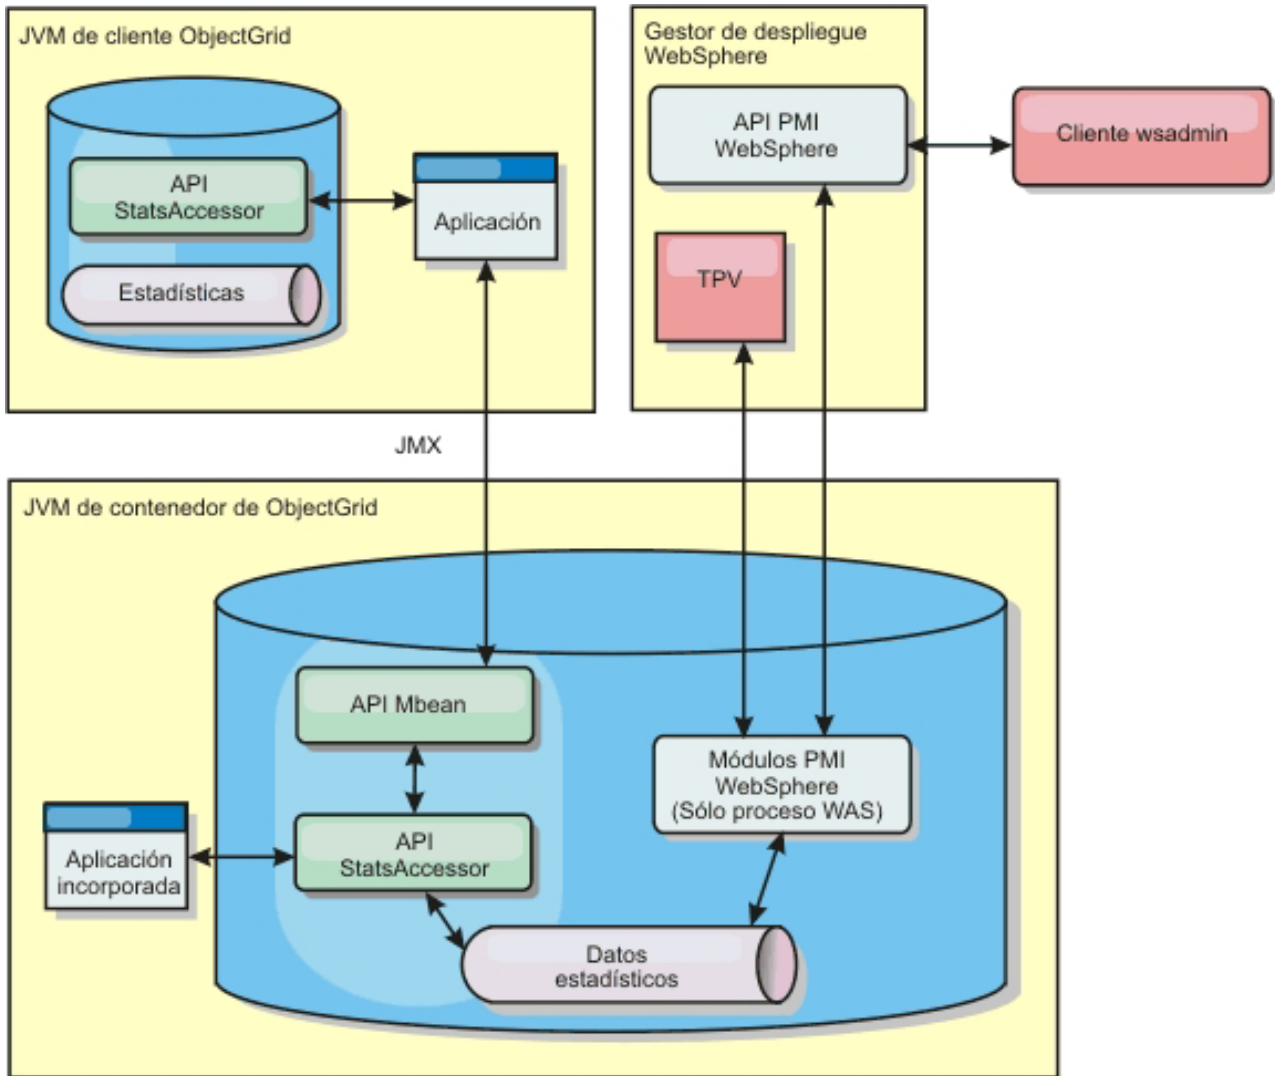 JVM de cliente ObjectGrid
API
StatsAccessor
Estadísticas
Aplicación
Gestor de despliegue
WebSphere
API PMI
WebSphere
TPV
Cliente wsadmin
JMX
JVM de contenedor de ObjectGrid
API Mbean
API
StatsAccessor
Aplicación
incorporada
Módulos PMI
WebSphere
(Sólo proceso WAS)
Datos
estadísticos